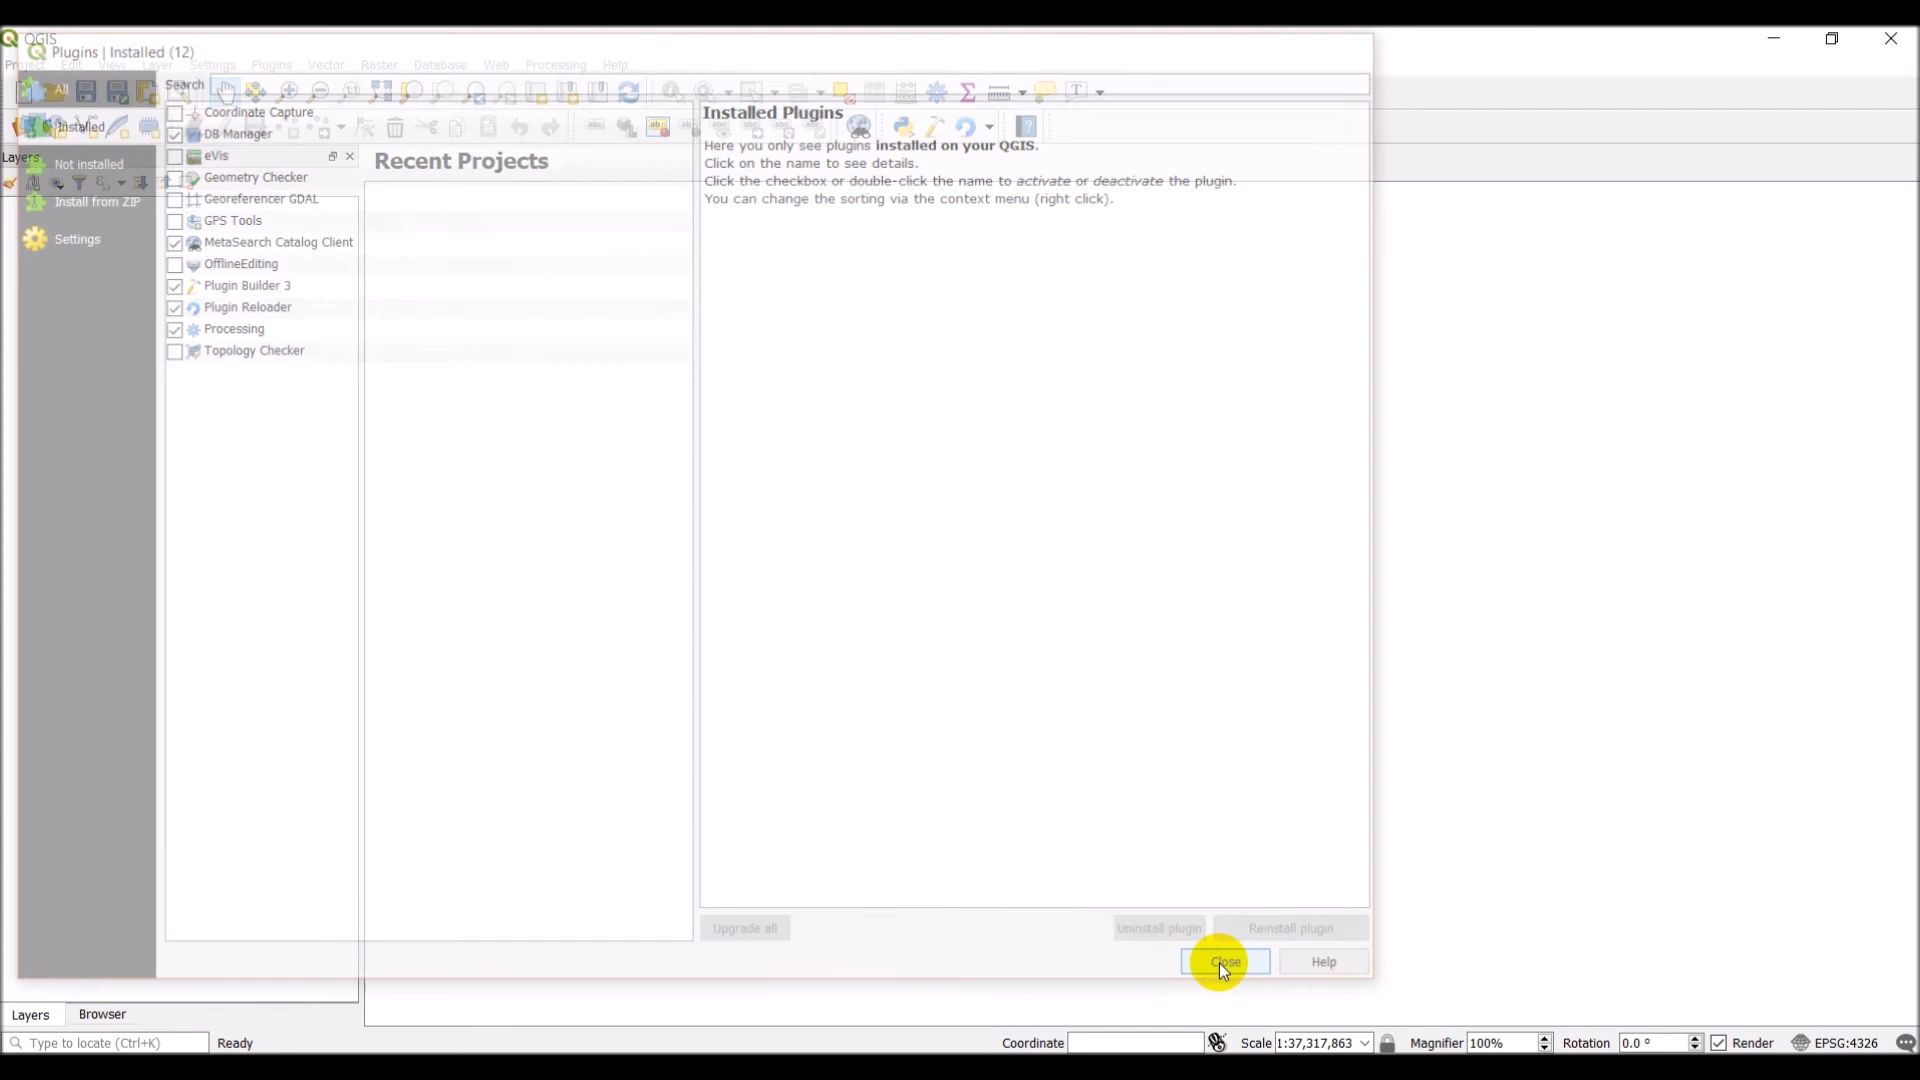 QGIS
Plugins | Installed (12)
Project Edit View Layer Settings Plugins Vector Raster Database Web Processing Help
All
Search
Installed
Not installed
Install from ZIP
Settings
Layers
Coordinate Capture
DB Manager
eVis
Geometry Checker
Georeferencer GDAL
GPS Tools
MetaSearch Catalog Client
OfflineEditing
Plugin Builder 3
Plugin Reloader
Processing
Topology Checker
Recent Projects
Installed Plugins
Here you only see plugins installed on your QGIS.
Click on the name to see details.
Click the checkbox or double-click the name to activate or deactivate the plugin.
You can change the sorting via the context menu (right click).
Upgrade all
Uninstall plugin
Reinstall plugin
Close
Help
Layers
Browser
Type to locate (Ctrl+K)
Ready
Coordinate
Scale 1:37,317,863
Magnifier 100%
Rotation 0.0 °
Render
EPSG:4326